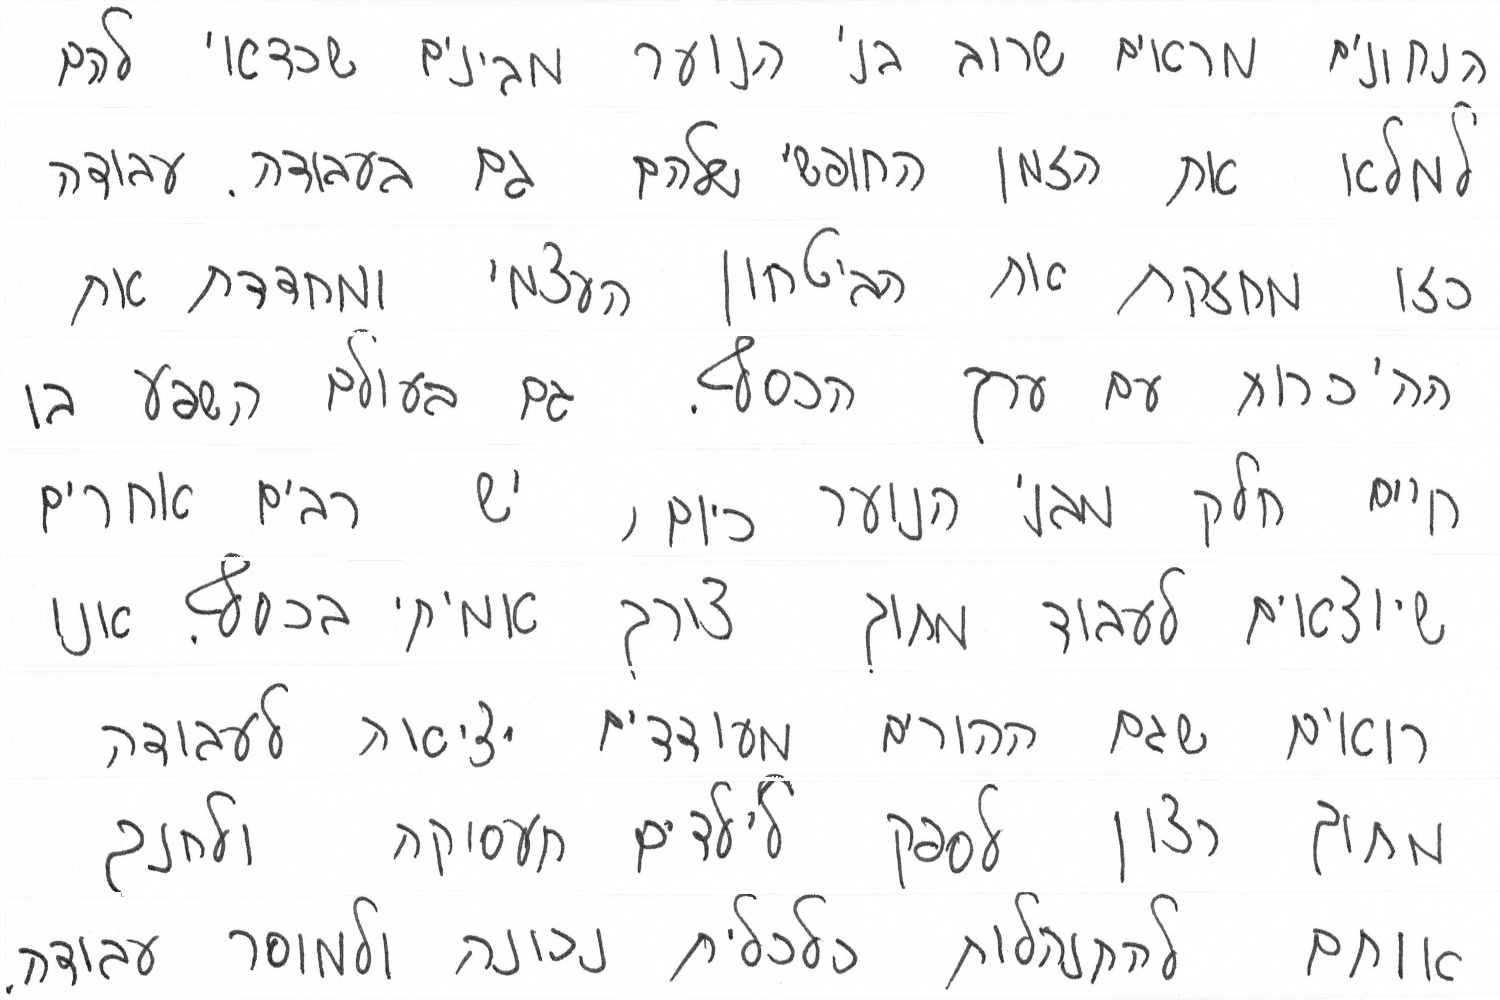 הנתונים מראים שרוב בני הנוער מבינים שכדאי להם
למלא את הזמן החופשי שלהם גם בעבודה. עבודה
כזו מחזקת את הביטחון העצמי ומחדדת את
ההיכרות עם ערך הכסף. גם בעולם השפע בו
חיים חלק מבני הנוער כיום, יש רבים אחרים
שיוצאים לעבוד מתוך צורך אמיתי בכסף. אנו
רואים שגם ההורים מעודדים יציאה לעבודה
מתוך רצון לספק לילדים תעסוקה ולחנך
אותם להתנהלות כלכלית נכונה ולמוסר עבודה.